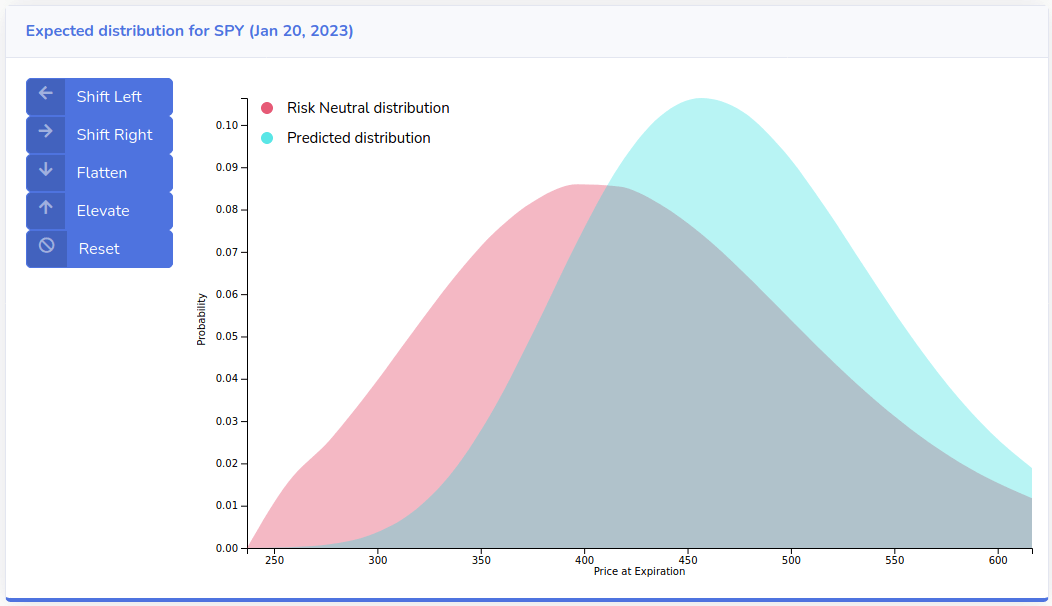 Expected distribution for SPY (Jan 20, 2023)
Shift Left
Shift Right
Flatten
Elevate
Reset
Risk Neutral distribution
Predicted distribution
Probability
0.10
0.09
0.08
0.07
0.06
0.05
0.04
0.03
0.02
0.01
0.00
250 300 350 400 450 500 550 600
Price at Expiration